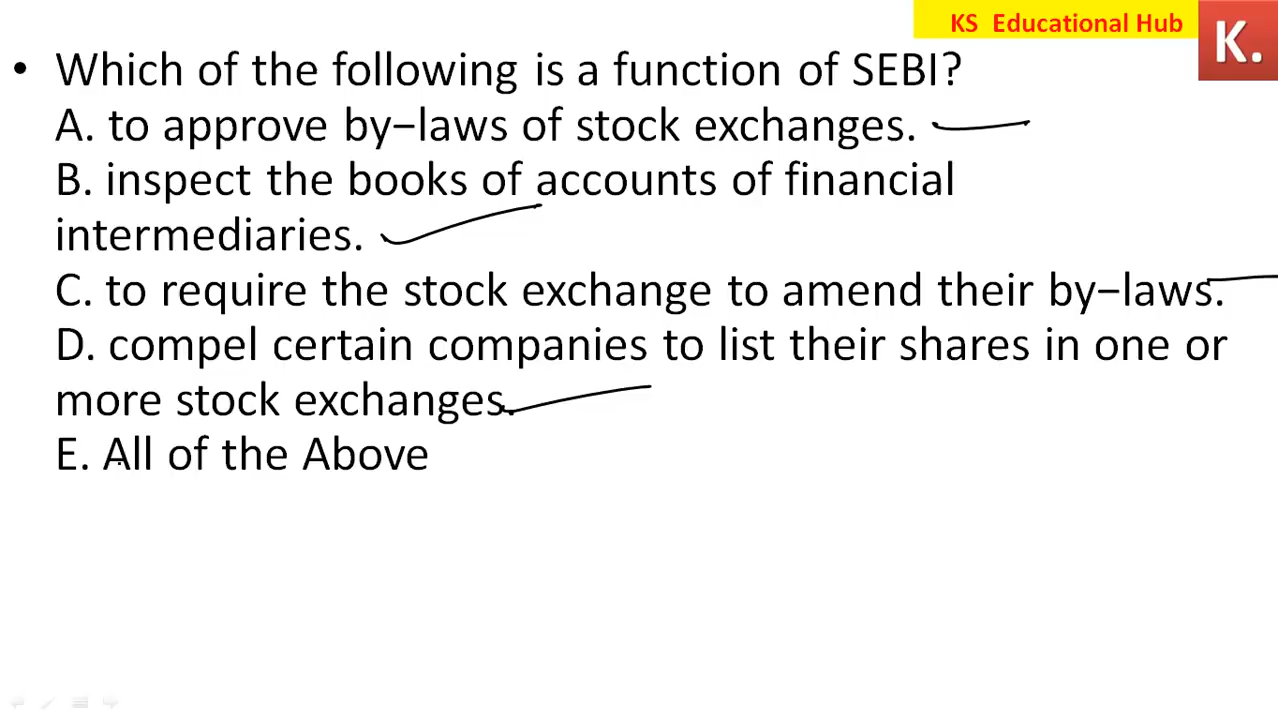 KS Educational Hub
K.
• Which of the following is a function of SEBI?
A. to approve by−laws of stock exchanges.
B. inspect the books of accounts of financial
intermediaries.
C. to require the stock exchange to amend their by−laws.
D. compel certain companies to list their shares in one or
more stock exchanges.
E. All of the Above